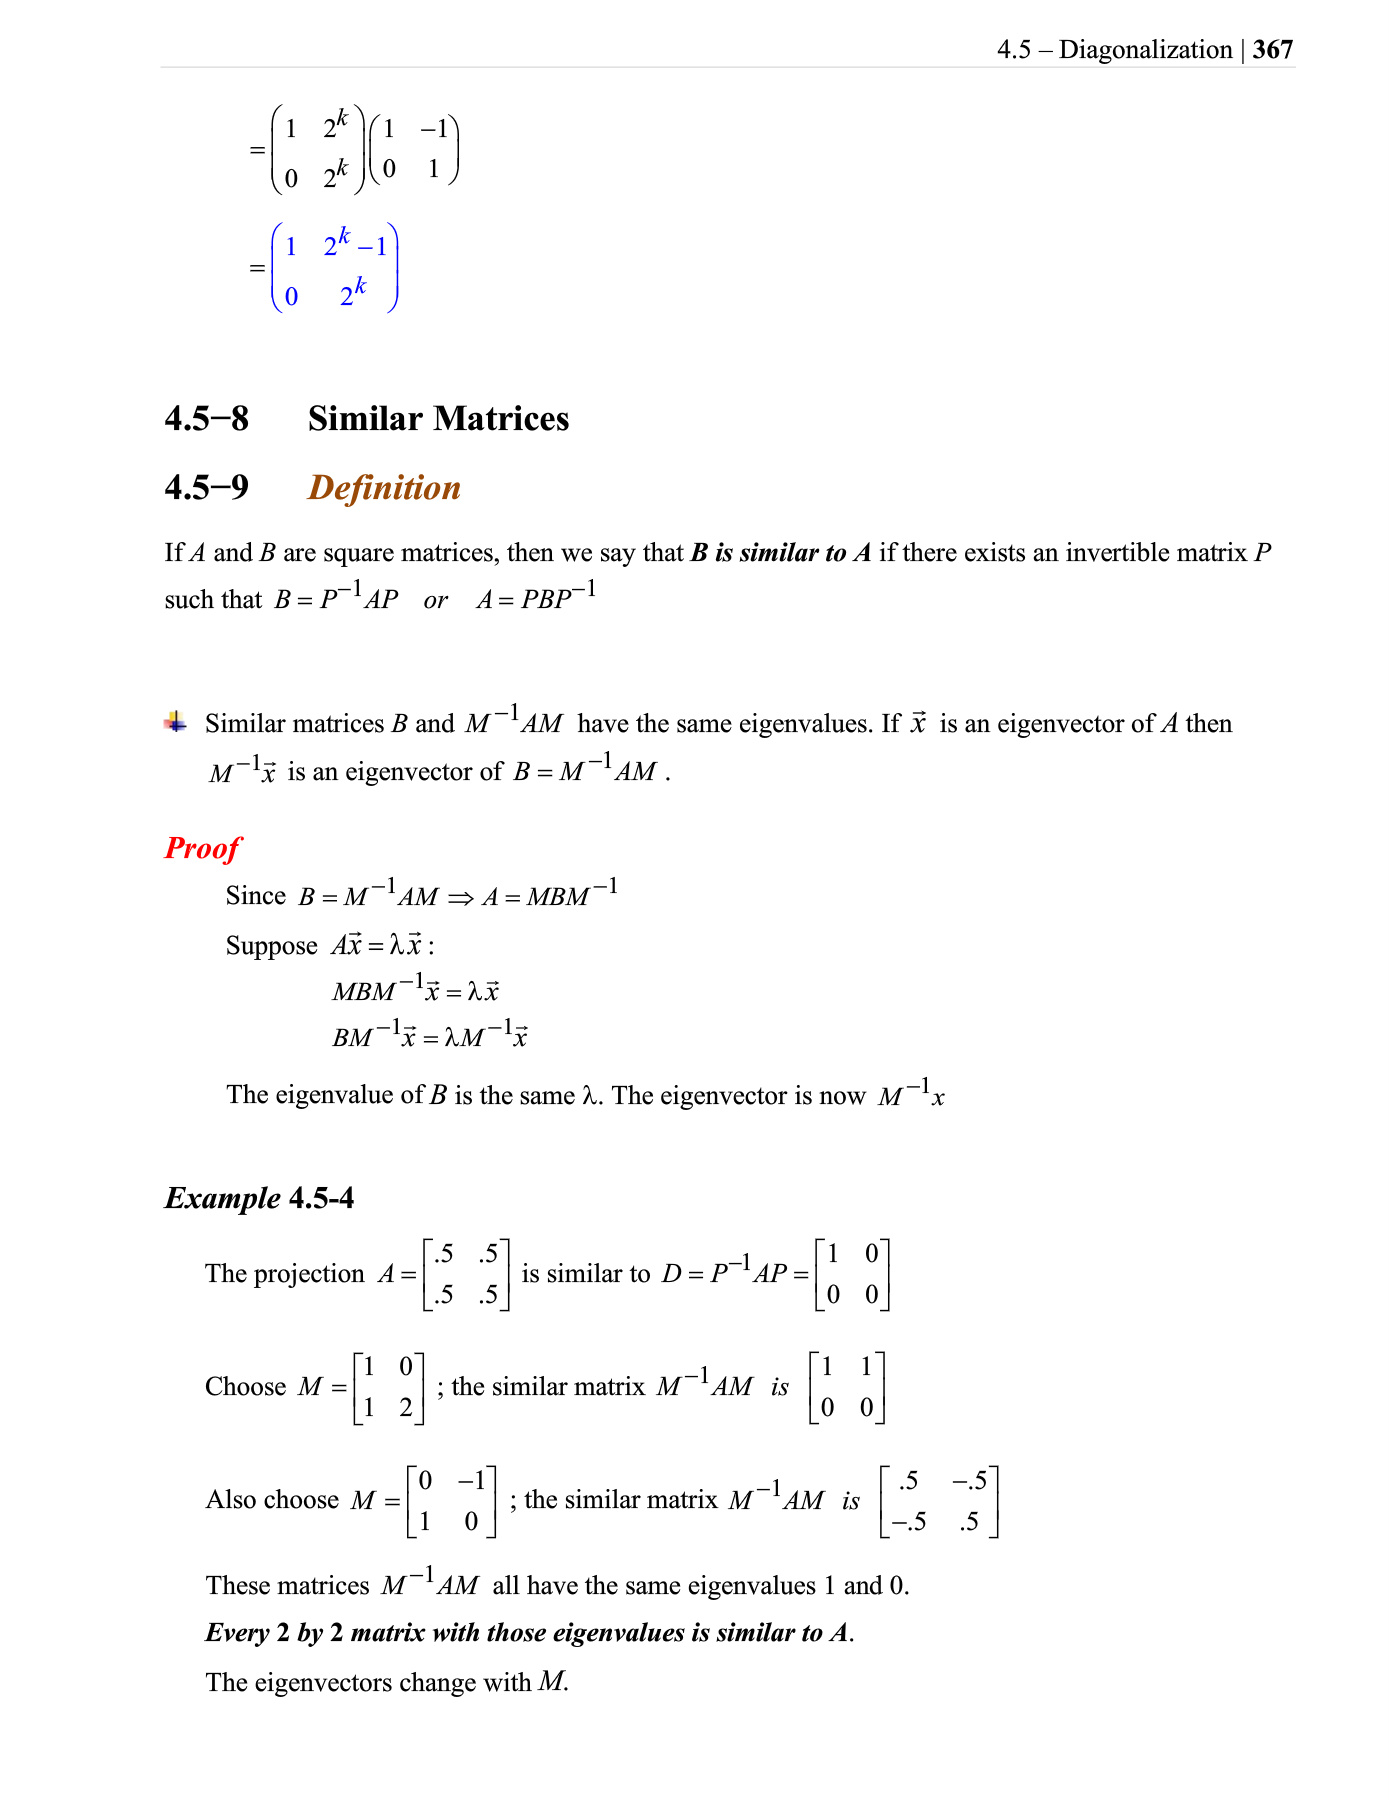 4.5 – Diagonalization | 367
= \begin{pmatrix} 1 & 2^k \\ 0 & 2^k \end{pmatrix} \begin{pmatrix} 1 & -1 \\ 0 & 1 \end{pmatrix}
= \begin{pmatrix} 1 & 2^k - 1 \\ 0 & 2^k \end{pmatrix}
4.5−8 Similar Matrices
4.5−9 Definition
If A and B are square matrices, then we say that B is similar to A if there exists an invertible matrix P
such that B = P^{-1}AP or A = PBP^{-1}
Similar matrices B and M^{-1}AM have the same eigenvalues. If \vec{x} is an eigenvector of A then
M^{-1}\vec{x} is an eigenvector of B = M^{-1}AM .
Proof
Since B = M^{-1}AM ⇒ A = MBM^{-1}
Suppose A\vec{x} = λ\vec{x} :
MBM^{-1}\vec{x} = λ\vec{x}
BM^{-1}\vec{x} = λM^{-1}\vec{x}
The eigenvalue of B is the same λ. The eigenvector is now M^{-1}x
Example 4.5-4
The projection A = \begin{bmatrix} .5 & .5 \\ .5 & .5 \end{bmatrix} is similar to D = P^{-1}AP = \begin{bmatrix} 1 & 0 \\ 0 & 0 \end{bmatrix}
Choose M = \begin{bmatrix} 1 & 0 \\ 1 & 2 \end{bmatrix} ; the similar matrix M^{-1}AM is \begin{bmatrix} 1 & 1 \\ 0 & 0 \end{bmatrix}
Also choose M = \begin{bmatrix} 0 & -1 \\ 1 & 0 \end{bmatrix} ; the similar matrix M^{-1}AM is \begin{bmatrix} .5 & -.5 \\ -.5 & .5 \end{bmatrix}
These matrices M^{-1}AM all have the same eigenvalues 1 and 0.
Every 2 by 2 matrix with those eigenvalues is similar to A.
The eigenvectors change with M.